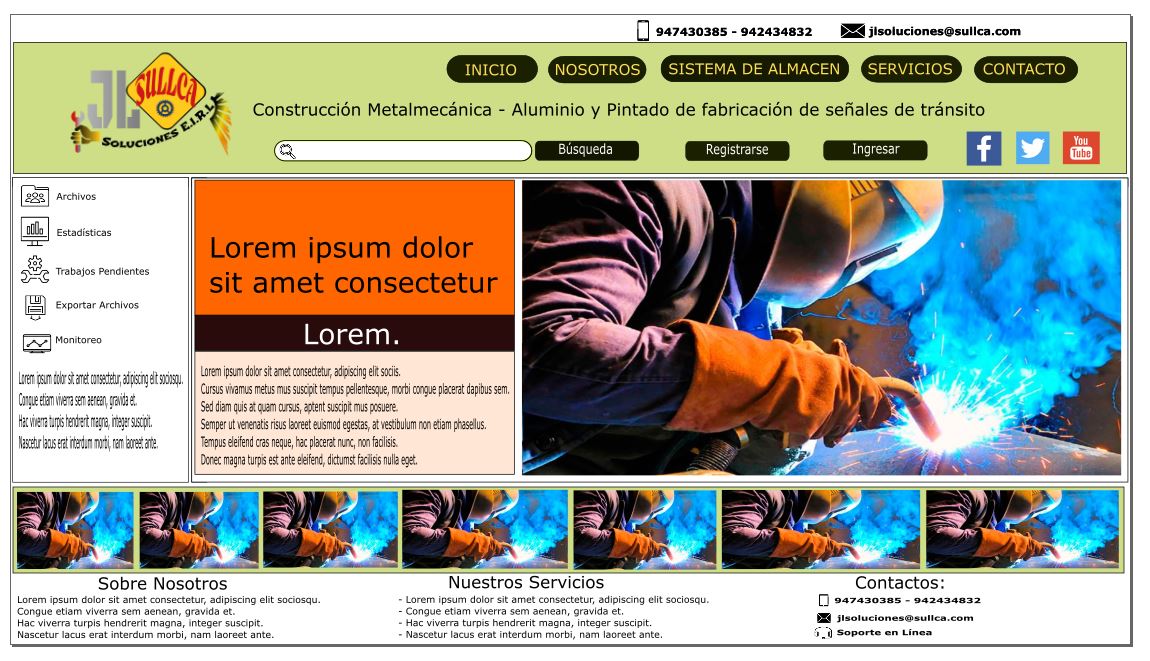 947430385 - 942434832 jlsoluciones@sullca.com
JL SULLCA
SOLUCIONES E.I.R.L
INICIO NOSOTROS SISTEMA DE ALMACEN SERVICIOS CONTACTO
Construcción Metalmecánica - Aluminio y Pintado de fabricación de señales de tránsito
Búsqueda Registrarse Ingresar
f You Tube
Archivos
Estadísticas
Trabajos Pendientes
Exportar Archivos
Monitoreo
Lorem ipsum dolor sit amet consectetur, adipiscing elit sociosqu.
Congue etiam viverra sem aenean, gravida et.
Hac viverra turpis hendrerit magna, integer suscipit.
Nascetur lacus erat interdum morbi, nam laoreet ante.
Lorem ipsum dolor
sit amet consectetur
Lorem.
Lorem ipsum dolor sit amet consectetur, adipiscing elit sociis.
Cursus vivamus metus mus suscipit tempus pellentesque, morbi congue placerat dapibus sem.
Sed diam quis at quam cursus, aptent suscipit mus posuere.
Semper ut venenatis risus laoreet euismod egestas, at vestibulum non etiam phasellus.
Tempus eleifend cras neque, hac placerat nunc, non facilisis.
Donec magna turpis est ante eleifend, dictumst facilisis nulla eget.
Sobre Nosotros
Lorem ipsum dolor sit amet consectetur, adipiscing elit sociosqu.
Congue etiam viverra sem aenean, gravida et.
Hac viverra turpis hendrerit magna, integer suscipit.
Nascetur lacus erat interdum morbi, nam laoreet ante.
Nuestros Servicios
- Lorem ipsum dolor sit amet consectetur, adipiscing elit sociosqu.
- Congue etiam viverra sem aenean, gravida et.
- Hac viverra turpis hendrerit magna, integer suscipit.
- Nascetur lacus erat interdum morbi, nam laoreet ante.
Contactos:
947430385 - 942434832
jlsoluciones@sullca.com
Soporte en Línea